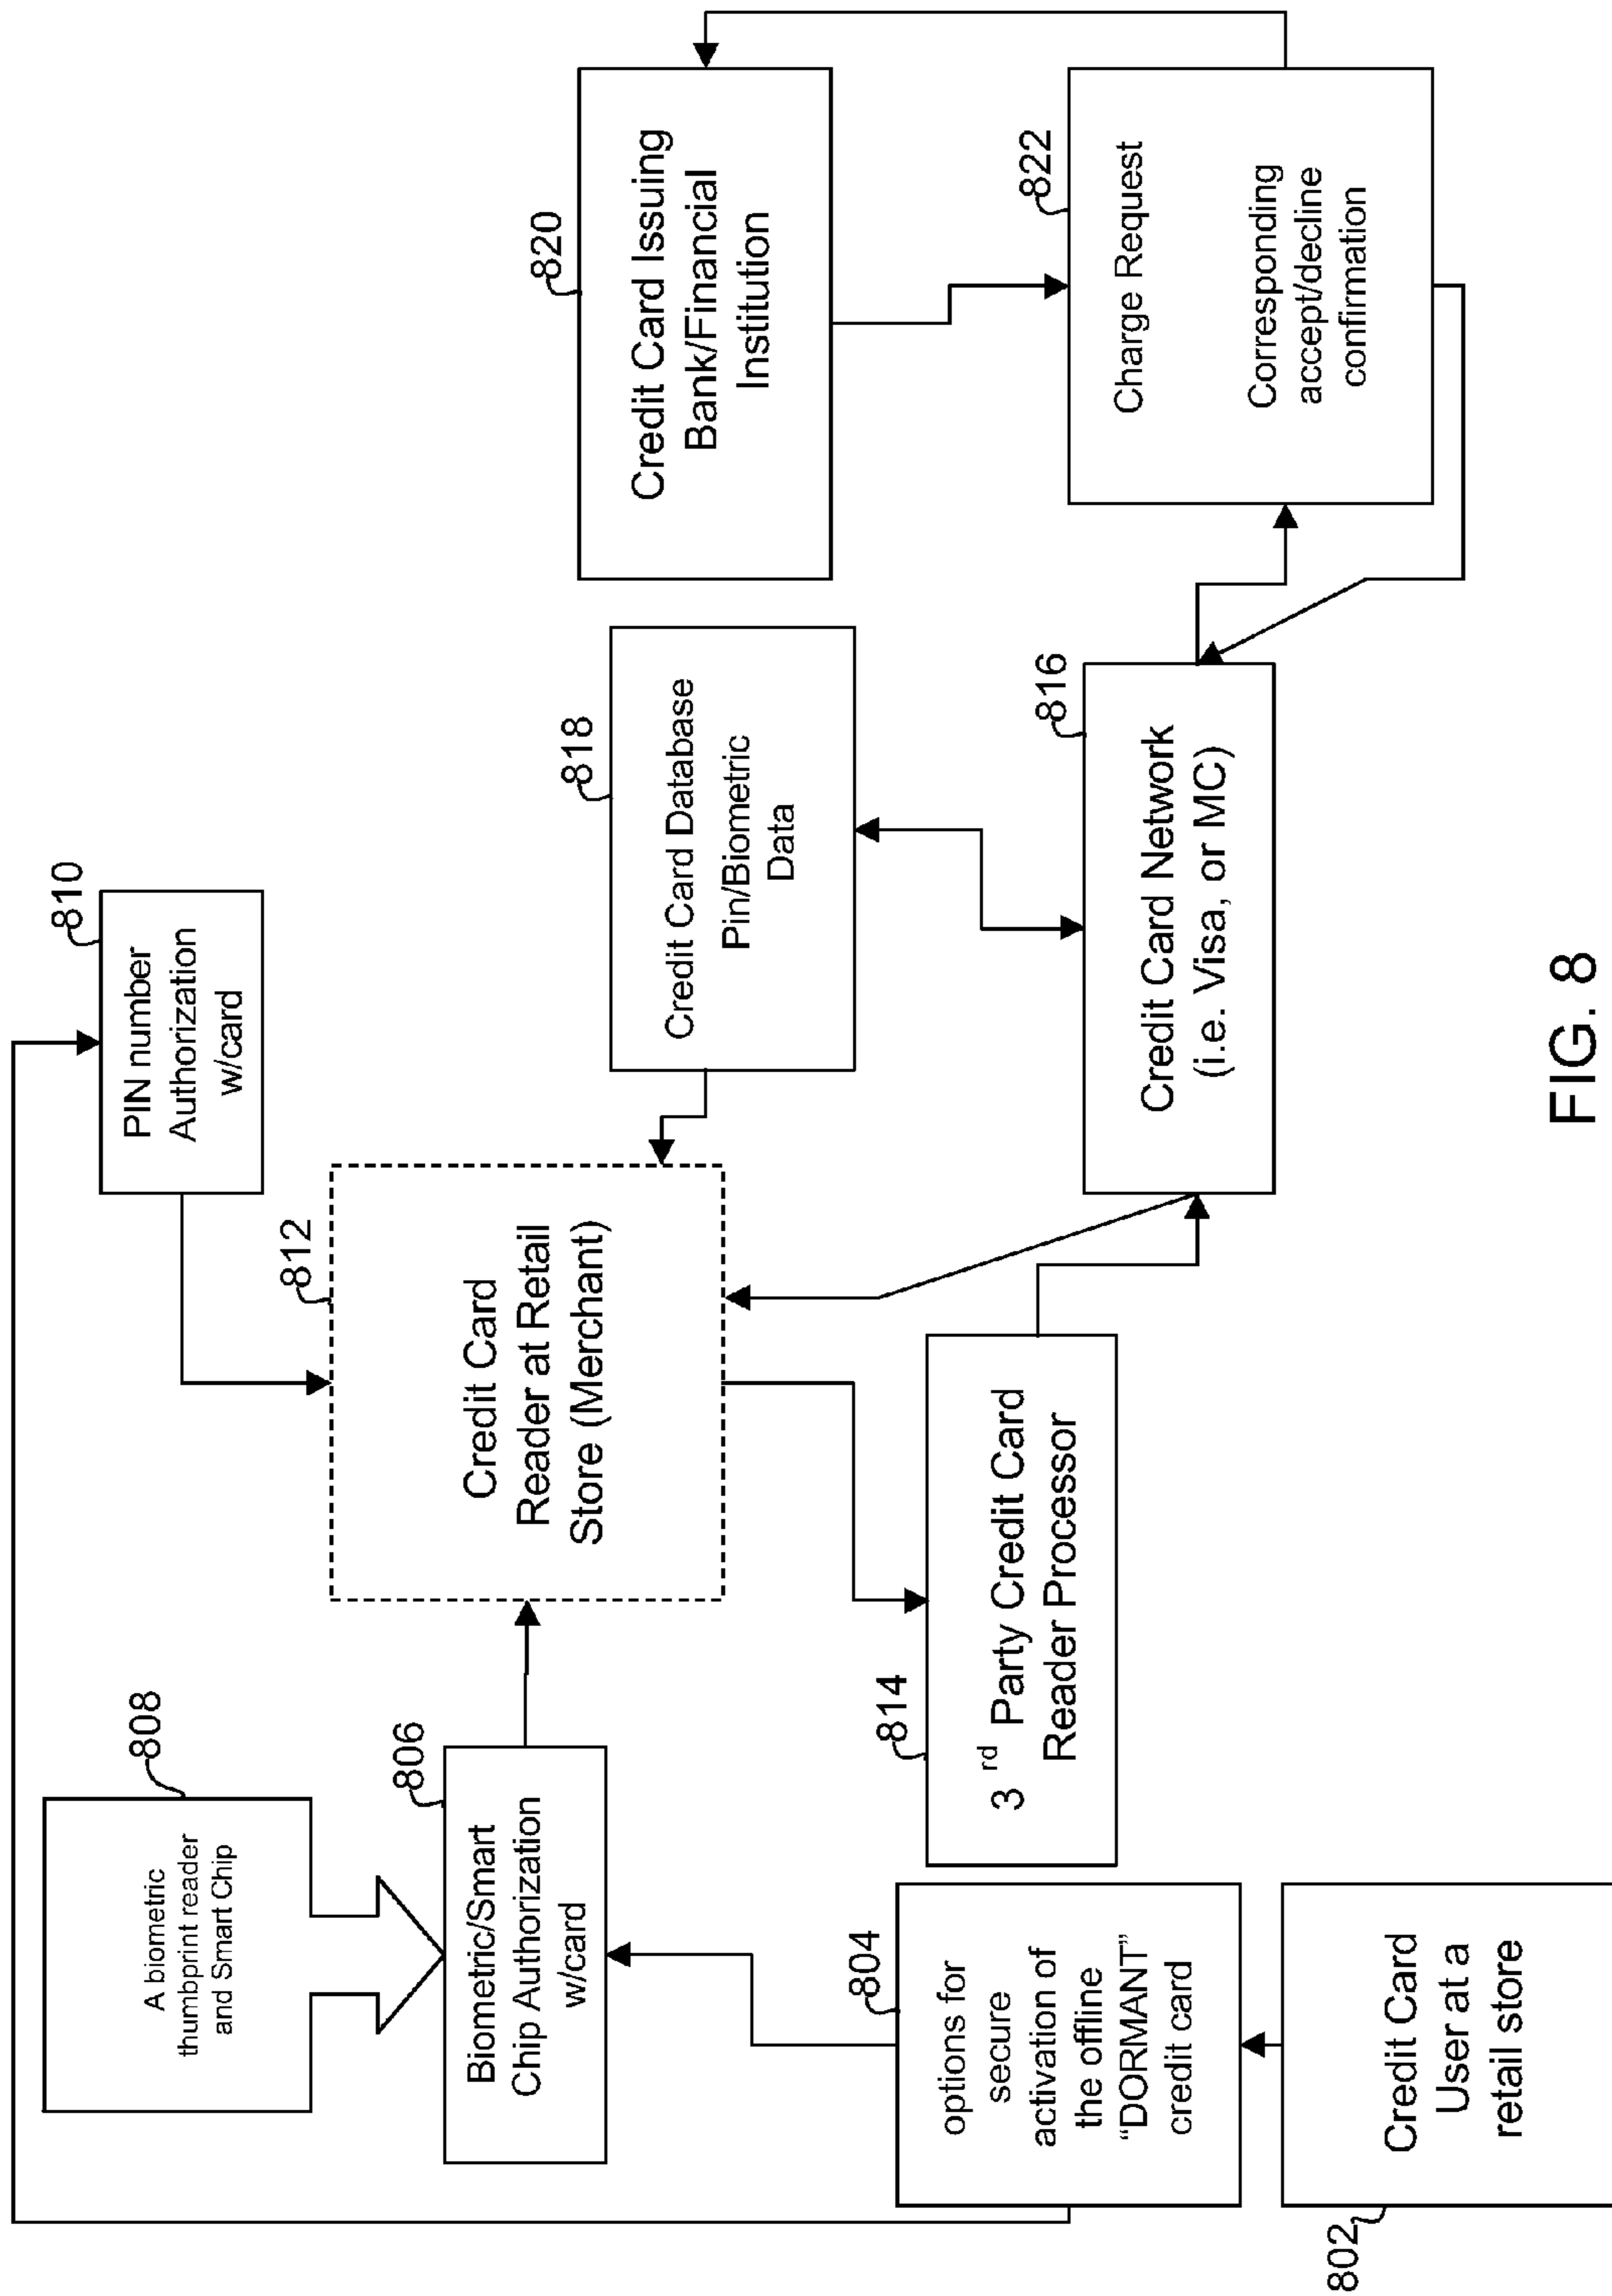 808
A biometric
thumbprint reader
and Smart Chip
810
PIN number
Authorization
w/card
806
Biometric/Smart
Chip Authorization
w/card
812
Credit Card
Reader at Retail
Store (Merchant)
818
Credit Card Database
Pin/Biometric
Data
820
Credit Card Issuing
Bank/Financial
Institution
804
options for
secure
activation of
the offline
“DORMANT”
credit card
814
3 rd Party Credit Card
Reader Processor
816
Credit Card Network
(i.e. Visa, or MC)
822
Charge Request
Corresponding
accept/decline
confirmation
802
Credit Card
User at a
retail store
FIG. 8